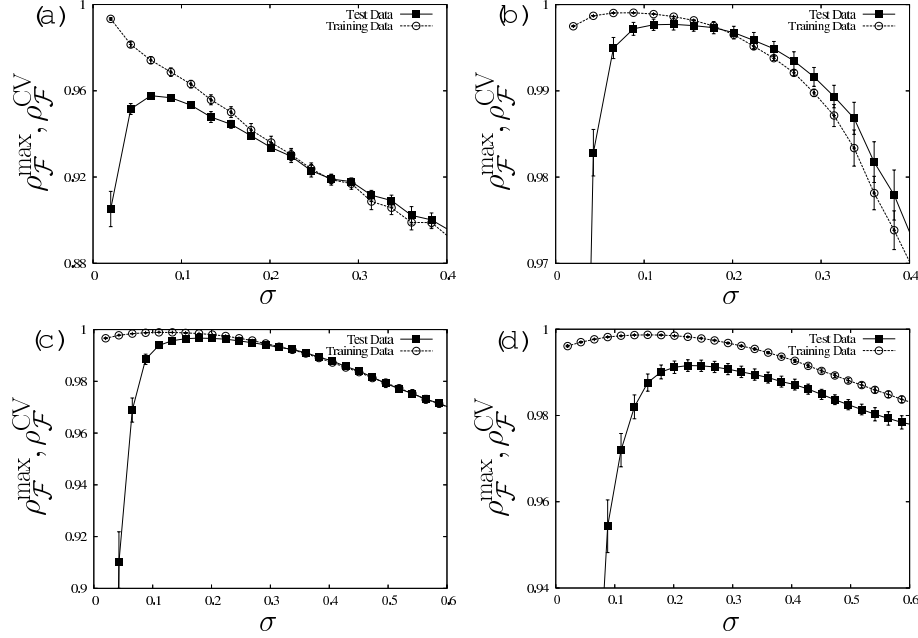 (a)
Test Data
Training Data
1
0.96
0.92
0.88
0
0.1
0.2
0.3
0.4
σ
ρ_F^max, ρ_F^CV
(b)
Test Data
Training Data
1
0.99
0.98
0.97
0
0.1
0.2
0.3
0.4
σ
ρ_F^max, ρ_F^CV
(c)
Test Data
Training Data
1
0.98
0.96
0.94
0.92
0.9
0
0.1
0.2
0.3
0.4
0.5
0.6
σ
ρ_F^max, ρ_F^CV
(d)
Test Data
Training Data
1
0.98
0.96
0.94
0
0.1
0.2
0.3
0.4
0.5
0.6
σ
ρ_F^max, ρ_F^CV